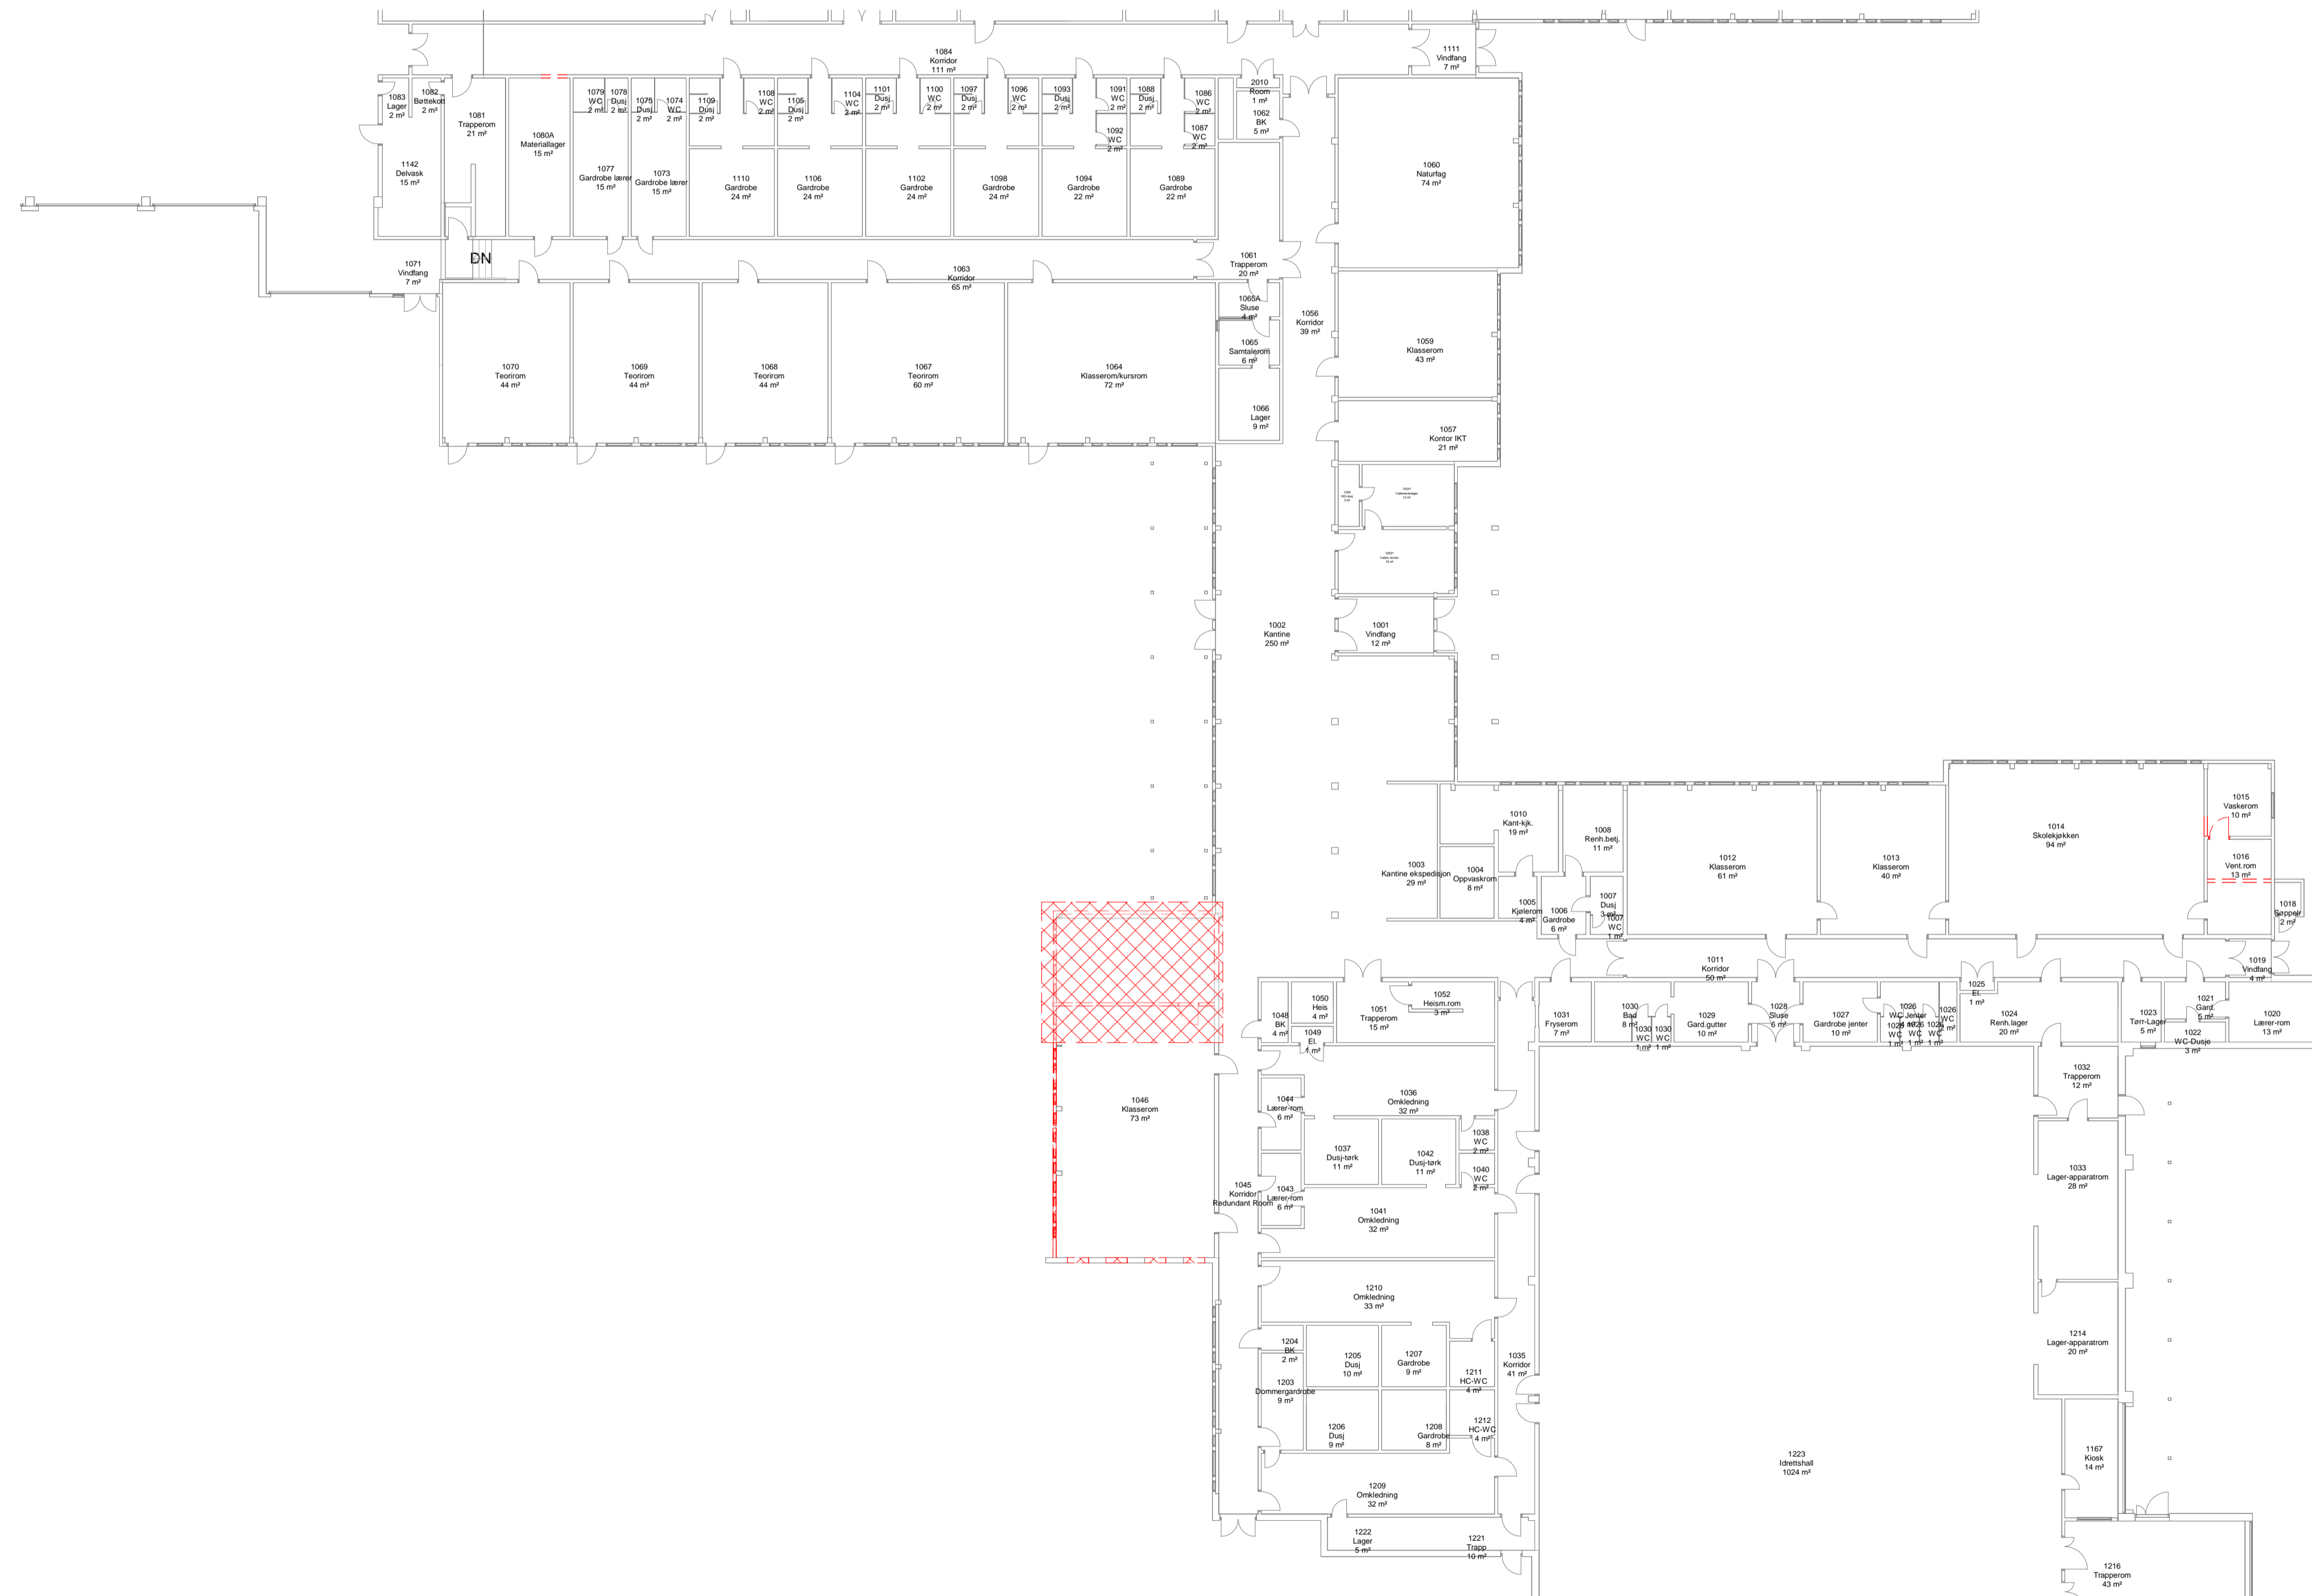 1084
Korridor
111 m²
1111
Vindfang
7 m²
1083
Lager
2 m²
1082
Bøttekott
2 m²
1081
Trapperom
21 m²
1080A
Materiallager
15 m²
1079
WC
2 m²
1078
Dusj
2 m²
1075
Dusj
2 m²
1074
WC
2 m²
1109
Dusj
2 m²
1108
WC
2 m²
1105
Dusj
2 m²
1104
WC
2 m²
1101
Dusj
2 m²
1100
WC
2 m²
1097
Dusj
2 m²
1096
WC
2 m²
1093
Dusj
2 m²
1091
WC
2 m²
1088
Dusj
2 m²
1086
WC
2 m²
2010
Room
1 m²
1062
BK
5 m²
1092
WC
2 m²
1087
WC
2 m²
1142
Delvask
15 m²
1077
Gardrobe lærer
15 m²
1073
Gardrobe lærer
15 m²
1110
Gardrobe
24 m²
1106
Gardrobe
24 m²
1102
Gardrobe
24 m²
1098
Gardrobe
24 m²
1094
Gardrobe
22 m²
1089
Gardrobe
22 m²
1060
Naturfag
74 m²
DN
1071
Vindfang
7 m²
1063
Korridor
65 m²
1061
Trapperom
20 m²
1065A
Sluse
4 m²
1056
Korridor
39 m²
1065
Samtalerom
6 m²
1059
Klasserom
43 m²
1070
Teorirom
44 m²
1069
Teorirom
44 m²
1068
Teorirom
44 m²
1067
Teorirom
60 m²
1064
Klasserom/kursrom
72 m²
1066
Lager
9 m²
1057
Kontor IKT
21 m²
1002
Kantine
250 m²
1001
Vindfang
12 m²
1010
Kant-kjk.
19 m²
1008
Renh.betj.
11 m²
1012
Klasserom
61 m²
1013
Klasserom
40 m²
1014
Skolekjøkken
94 m²
1015
Vaskerom
10 m²
1016
Vent.rom
13 m²
1003
Kantine ekspedisjon
29 m²
1004
Oppvaskrom
8 m²
1005
Kjølerom
4 m²
1006
Gardrobe
6 m²
1007
Dusj
3 m²
1007
WC
1 m²
1018
Søppelr
2 m²
1011
Korridor
50 m²
1019
Vindfang
4 m²
1048
BK
4 m²
1050
Heis
4 m²
1049
El.
1 m²
1051
Trapperom
15 m²
1052
Heism.rom
3 m²
1031
Fryserom
7 m²
1030
Bad
8 m²
1030
WC
1 m²
1030
WC
1 m²
1029
Gard.gutter
10 m²
1028
Sluse
6 m²
1027
Gardrobe jenter
10 m²
1026
WC Jenter
4 m²
1026
WC
1 m²
1026
WC
1 m²
1026
WC
1 m²
1026
WC
1025
El.
1 m²
1024
Renh.lager
20 m²
1023
Tørr-Lager
5 m²
1021
Gard.
5 m²
1022
WC-Dusje
3 m²
1020
Lærer-rom
13 m²
1046
Klasserom
73 m²
1044
Lærer-rom
6 m²
1036
Omkledning
32 m²
1032
Trapperom
12 m²
1037
Dusj-tørk
11 m²
1042
Dusj-tørk
11 m²
1038
WC
2 m²
1040
WC
2 m²
1033
Lager-apparatrom
28 m²
1045
Korridor
Redundant Room
1043
Lærer-rom
6 m²
1041
Omkledning
32 m²
1210
Omkledning
33 m²
1204
BK
2 m²
1205
Dusj
10 m²
1207
Gardrobe
9 m²
1211
HC-WC
4 m²
1035
Korridor
41 m²
1214
Lager-apparatrom
20 m²
1203
Dommergardrobe
9 m²
1206
Dusj
9 m²
1208
Gardrobe
8 m²
1212
HC-WC
4 m²
1223
Idrettshall
1024 m²
1167
Kiosk
14 m²
1209
Omkledning
32 m²
1222
Lager
5 m²
1221
Trapp
10 m²
1216
Trapperom
43 m²